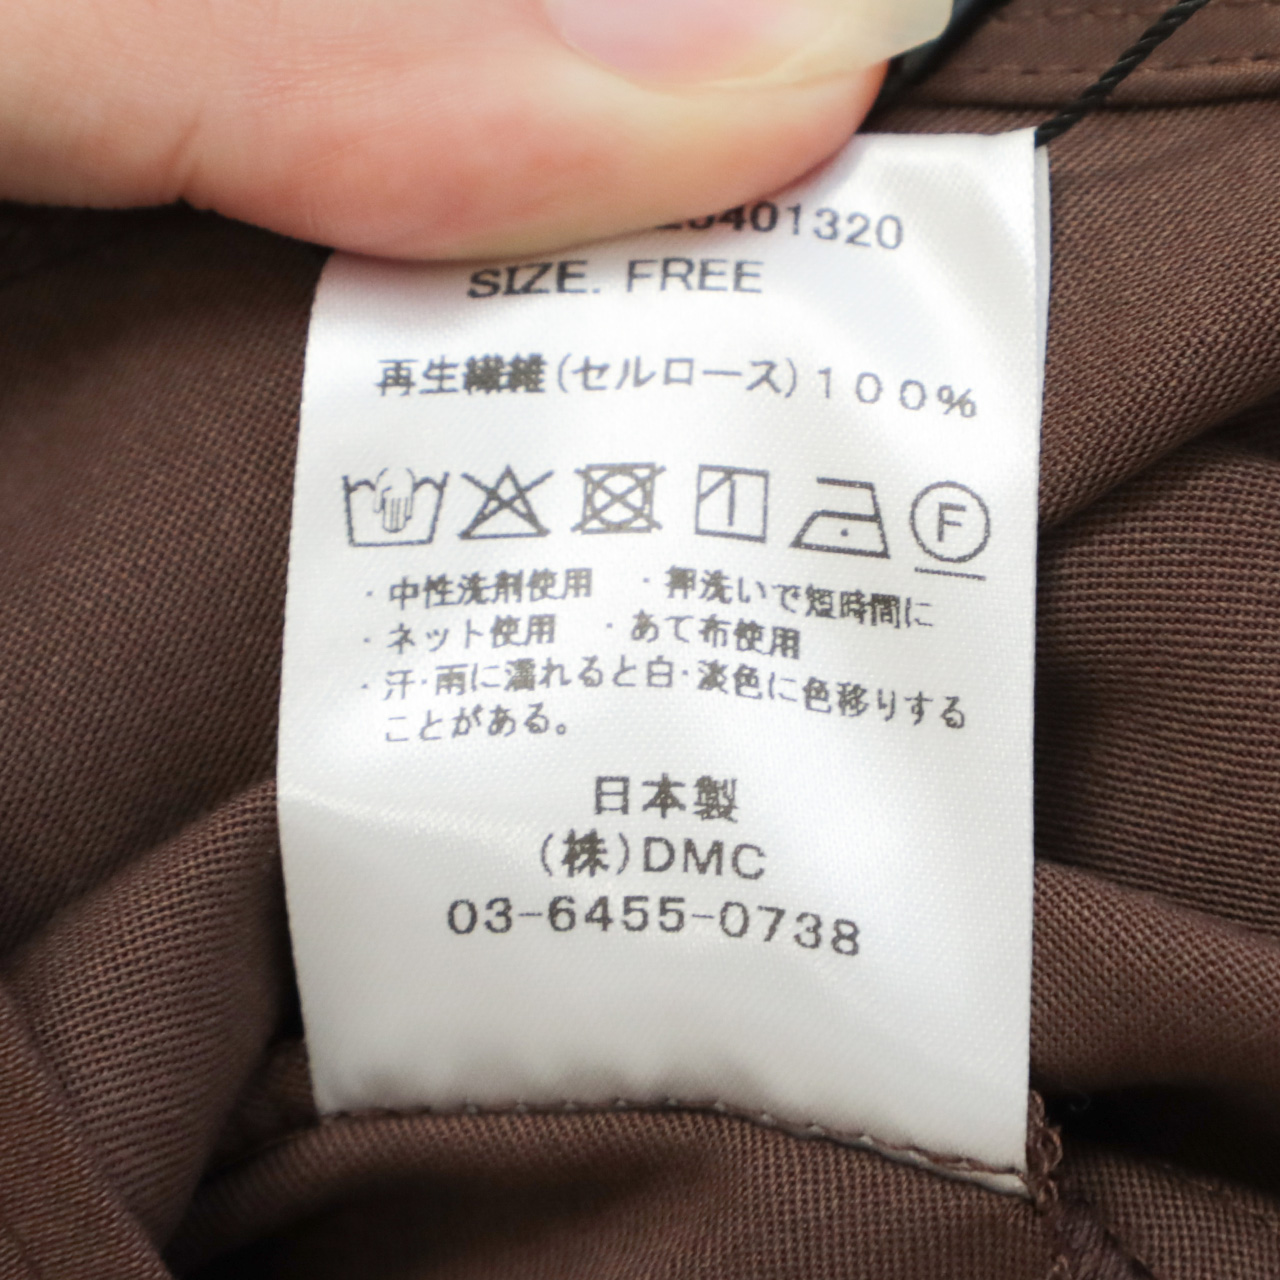 401320
SIZE. FREE
再生繊維(セルロース)100%
F
・中性洗剤使用 ・押洗いで短時間に
・ネット使用 ・あて布使用
・汗・雨に濡れると白・淡色に色移りする
ことがある。
日本製
(株)DMC
03-6455-0738